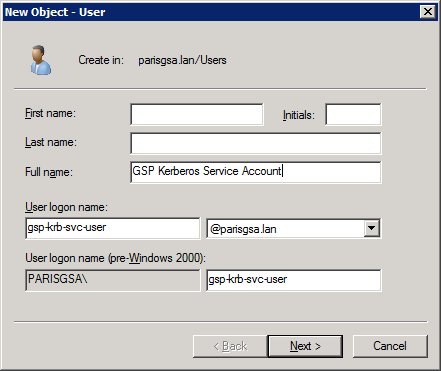 New Object - User
Create in: parisgsa.lan/Users
First name: Initials:
Last name:
Full name: GSP Kerberos Service Account
User logon name:
gsp-krb-svc-user @parisgsa.lan
User logon name (pre-Windows 2000):
PARISGSA\ gsp-krb-svc-user
< Back Next > Cancel